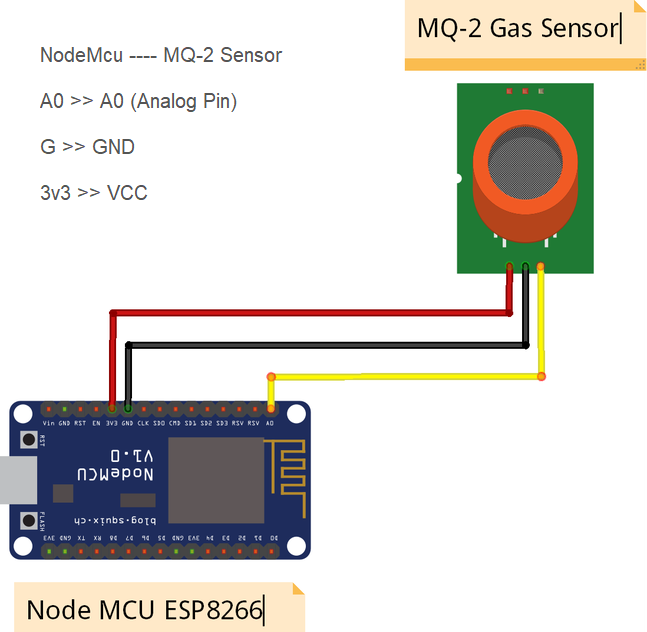 MQ-2 Gas Sensor
NodeMcu ---- MQ-2 Sensor
A0 >> A0 (Analog Pin)
G >> GND
3v3 >> VCC
Vin GND RST EN 3V3 GND CLK SDO CMD SD1 SD2 SD3 RSV RSV AO
RST
NodeMCU
V1.0
FLASH
blog.squix.ch
3V3 GND TX RX D8 D7 D6 D5 GND 3V3 D4 D3 D2 D1 D0
Node MCU ESP8266